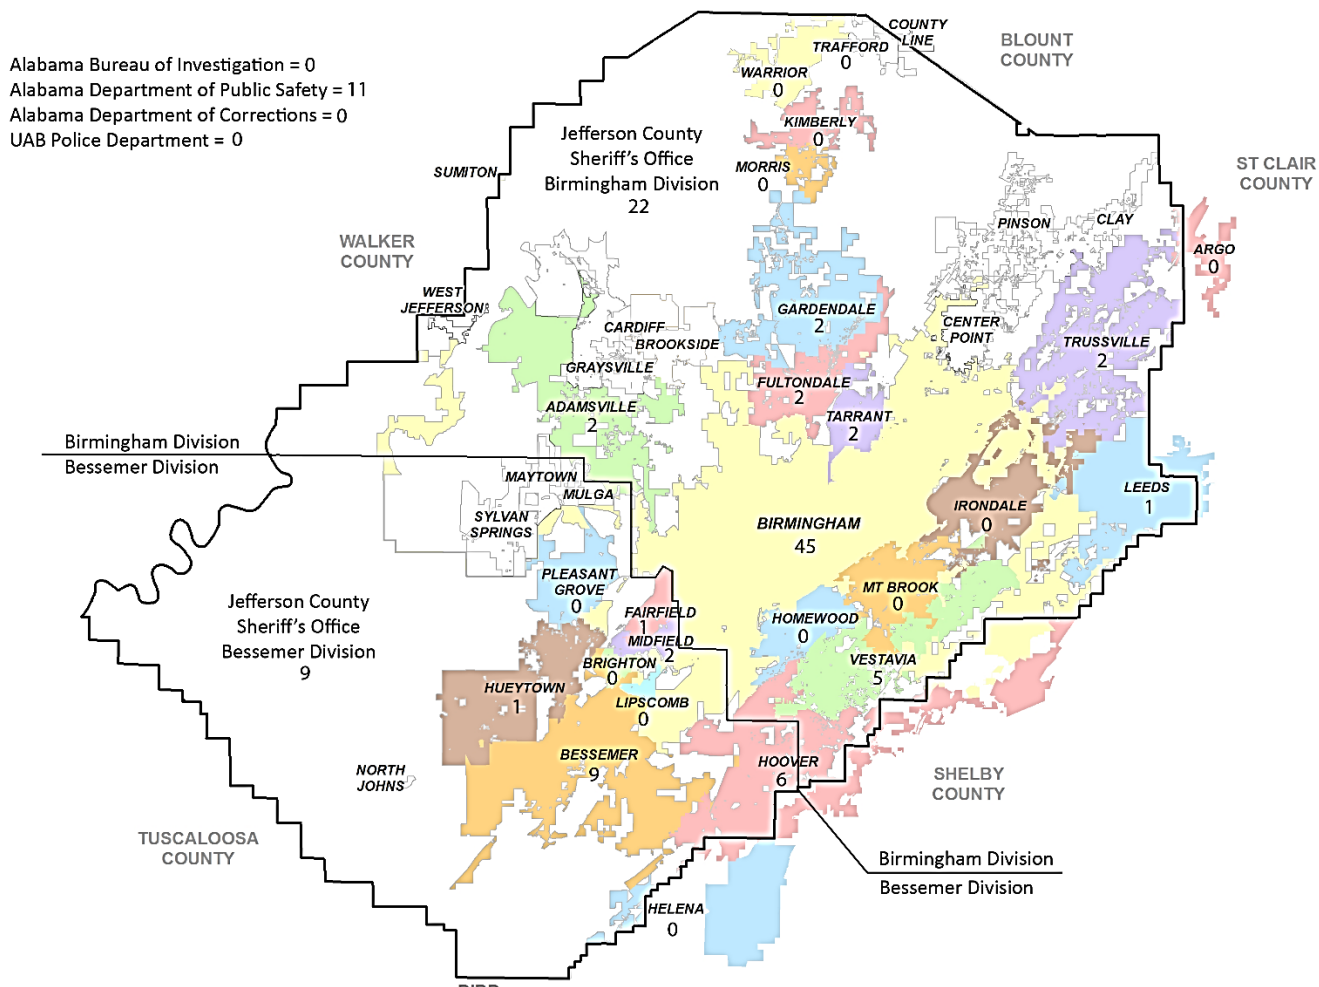 Alabama Bureau of Investigation = 0
Alabama Department of Public Safety = 11
Alabama Department of Corrections = 0
UAB Police Department = 0
COUNTY
LINE
BLOUNT
COUNTY
TRAFFORD
0
WARRIOR
0
KIMBERLY
0
Jefferson County
Sheriff's Office
Birmingham Division
22
MORRIS
0
SUMITON
ST CLAIR
COUNTY
PINSON
CLAY
WALKER
COUNTY
ARGO
0
WEST
JEFFERSON
GARDENDALE
2
CARDIFF
BROOKSIDE
CENTER
POINT
TRUSSVILLE
2
GRAYSVILLE
FULTONDALE
2
ADAMSVILLE
2
TARRANT
2
Birmingham Division
Bessemer Division
MAYTOWN
MULGA
LEEDS
1
SYLVAN
SPRINGS
IRONDALE
0
BIRMINGHAM
45
PLEASANT
GROVE
0
MT BROOK
0
Jefferson County
Sheriff's Office
Bessemer Division
9
FAIRFIELD
1
HOMEWOOD
0
MIDFIELD
2
BRIGHTON
0
VESTAVIA
5
HUEYTOWN
1
LIPSCOMB
0
BESSEMER
9
HOOVER
6
NORTH
JOHNS
SHELBY
COUNTY
TUSCALOOSA
COUNTY
Birmingham Division
Bessemer Division
HELENA
0